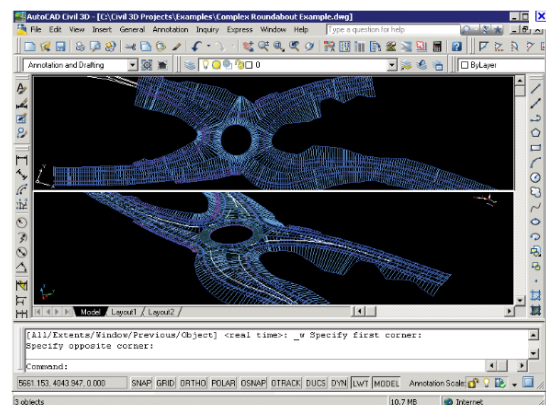 AutoCAD Civil 3D - [C:\Civil 3D Projects\Examples\Complex Roundabout Example.dwg]
File Edit View Insert General Annotation Inquiry Express Window Help Type a question for help
Annotation and Drafting 0 ByLayer
Model Layout1 Layout2
[All/Extents/Window/Previous/Object] <real time>: _w Specify first corner:
Specify opposite corner:
Command:
5661.153, 4043.947, 0.000 SNAP GRID ORTHO POLAR OSNAP OTRACK DUCS DYN LWT MODEL Annotation Scale:
3 objects 10.7 MB Internet